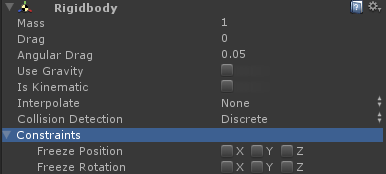 Rigidbody
Mass 1
Drag 0
Angular Drag 0.05
Use Gravity
Is Kinematic
Interpolate None
Collision Detection Discrete
Constraints
Freeze Position X Y Z
Freeze Rotation X Y Z